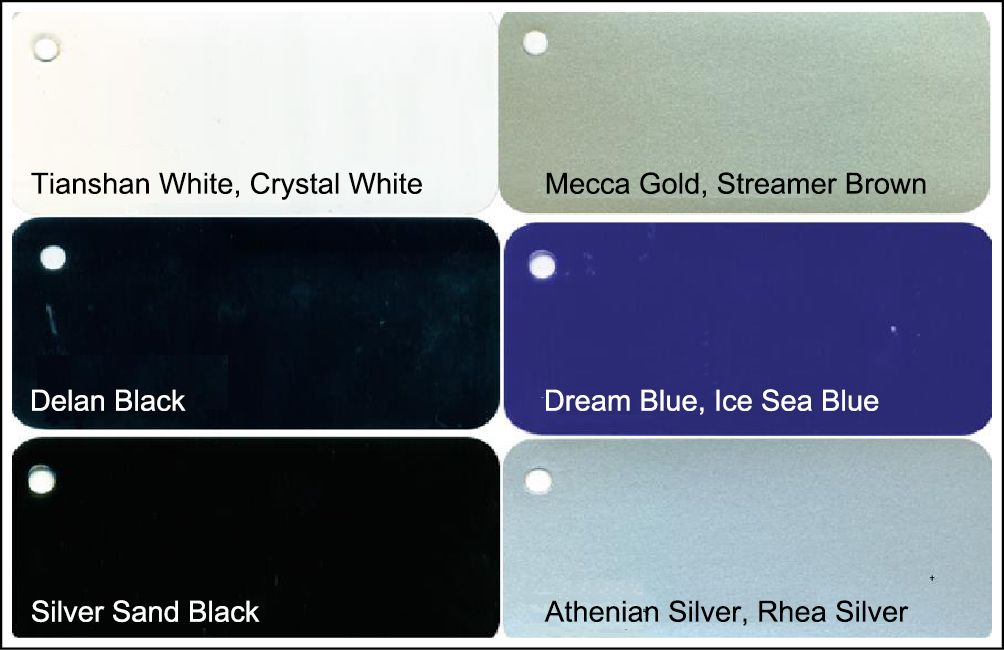 Tianshan White, Crystal White
Mecca Gold, Streamer Brown
Delan Black
Dream Blue, Ice Sea Blue
Silver Sand Black
Athenian Silver, Rhea Silver